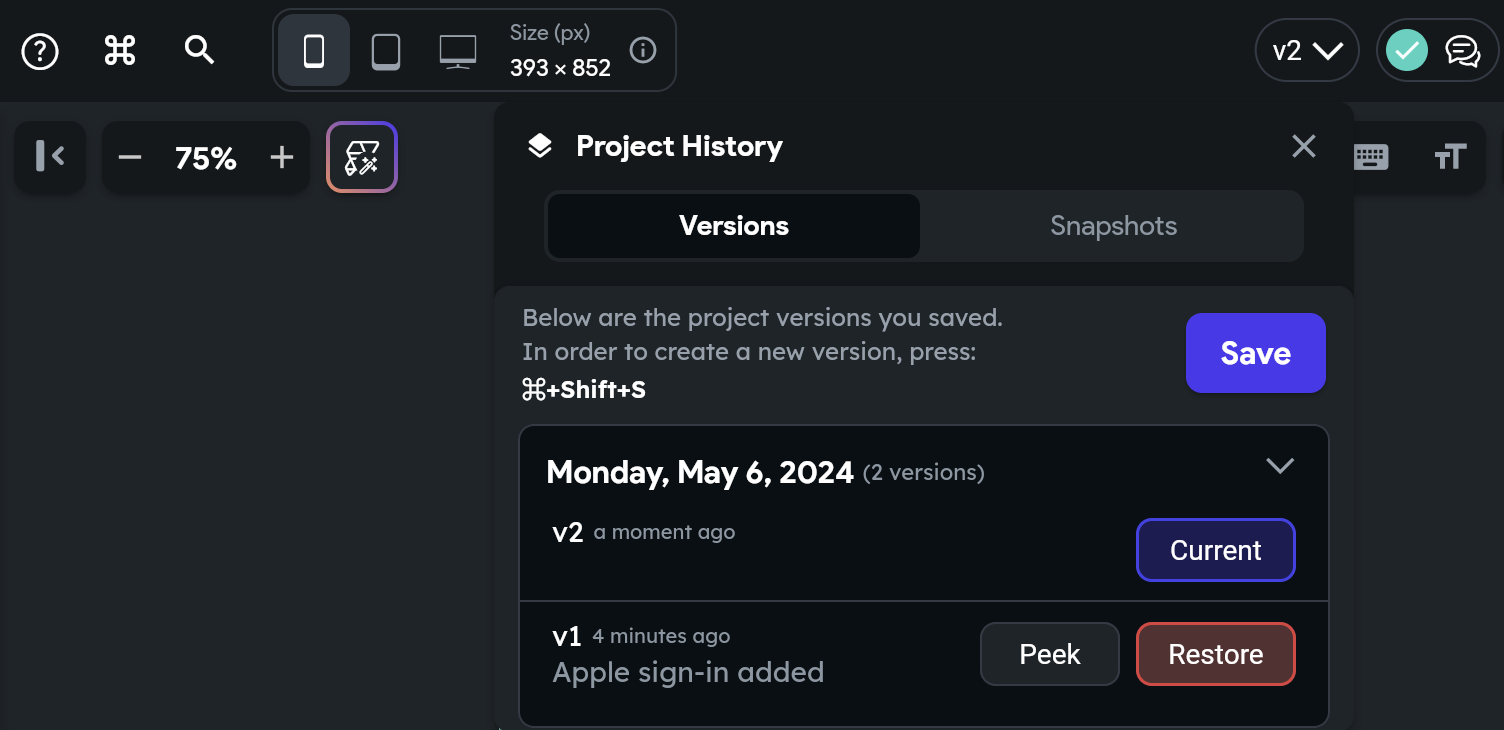 Size (px)
393 × 852
v2
75%
Project History
Versions
Snapshots
Below are the project versions you saved.
In order to create a new version, press:
⌘+Shift+S
Save
Monday, May 6, 2024 (2 versions)
v2 a moment ago
Current
v1 4 minutes ago
Apple sign-in added
Peek
Restore